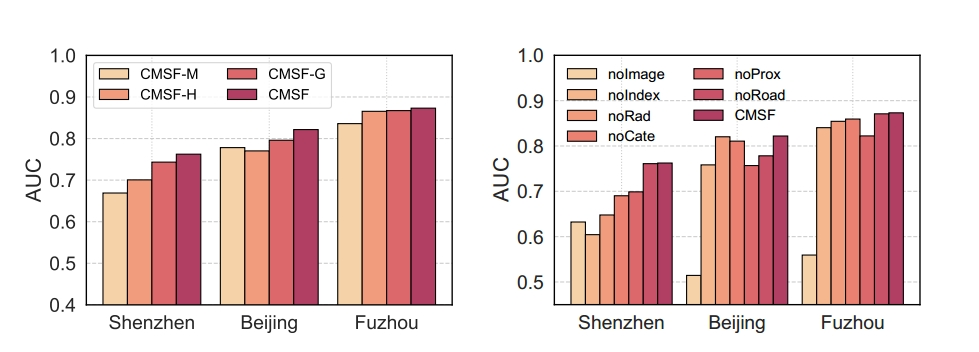 1.0
0.9
0.8
0.7
0.6
0.5
0.4
AUC
CMSF-M
CMSF-H
CMSF-G
CMSF
Shenzhen
Beijing
Fuzhou
1.0
0.9
0.8
0.7
0.6
0.5
AUC
noImage
noIndex
noRad
noCate
noProx
noRoad
CMSF
Shenzhen
Beijing
Fuzhou